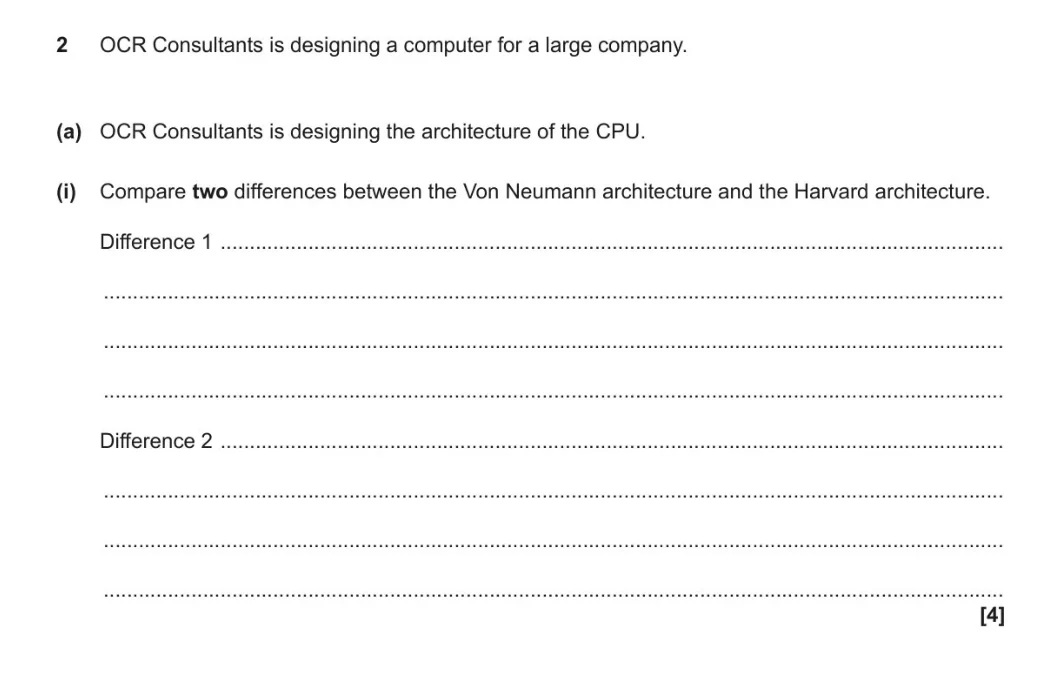 2 OCR Consultants is designing a computer for a large company.
(a) OCR Consultants is designing the architecture of the CPU.
(i) Compare two differences between the Von Neumann architecture and the Harvard architecture.
Difference 1 ....................................................................................................................................
....................................................................................................................................
....................................................................................................................................
....................................................................................................................................
Difference 2 ....................................................................................................................................
....................................................................................................................................
....................................................................................................................................
....................................................................................................................................
[4]